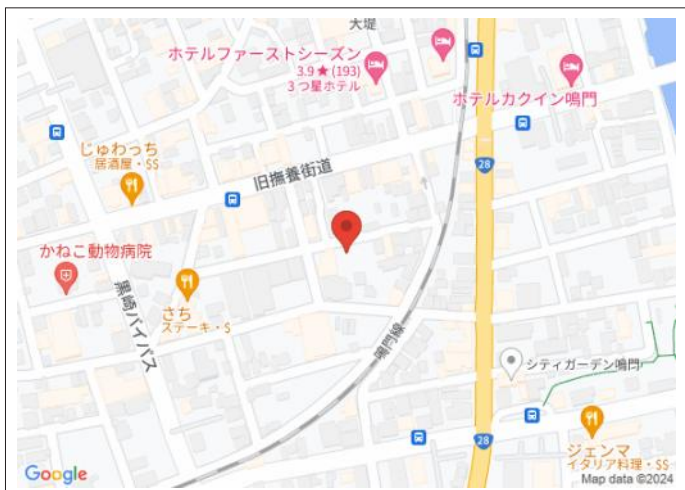 大堤
ホテルファーストシーズン
3.9 ★ (193)
3 つ星ホテル
ホテルカクイン鳴門
じゅわっち
居酒屋・$$
旧撫養街道
28
かねこ動物病院
さち
ステーキ・$
黒崎バイパス
鳴門線
シティガーデン鳴門
28
ジェンマ
イタリア料理・$$
Google
Map data ©2024